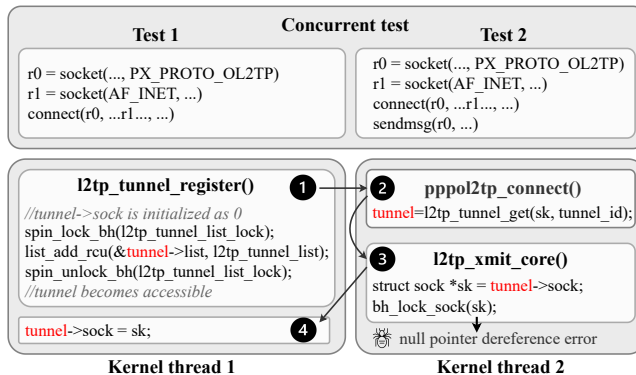 Concurrent test
Test 1
r0 = socket(..., PX_PROTO_OL2TP)
r1 = socket(AF_INET, ...)
connect(r0, ...r1..., ...)
Test 2
r0 = socket(..., PX_PROTO_OL2TP)
r1 = socket(AF_INET, ...)
connect(r0, ...r1..., ...)
sendmsg(r0, ...)
l2tp_tunnel_register()
1
//tunnel->sock is initialized as 0
spin_lock_bh(l2tp_tunnel_list_lock);
list_add_rcu(&tunnel->list, l2tp_tunnel_list);
spin_unlock_bh(l2tp_tunnel_list_lock);
//tunnel becomes accessible
tunnel->sock = sk;
4
Kernel thread 1
2
pppol2tp_connect()
tunnel=l2tp_tunnel_get(sk, tunnel_id);
3
l2tp_xmit_core()
struct sock *sk = tunnel->sock;
bh_lock_sock(sk);
null pointer dereference error
Kernel thread 2